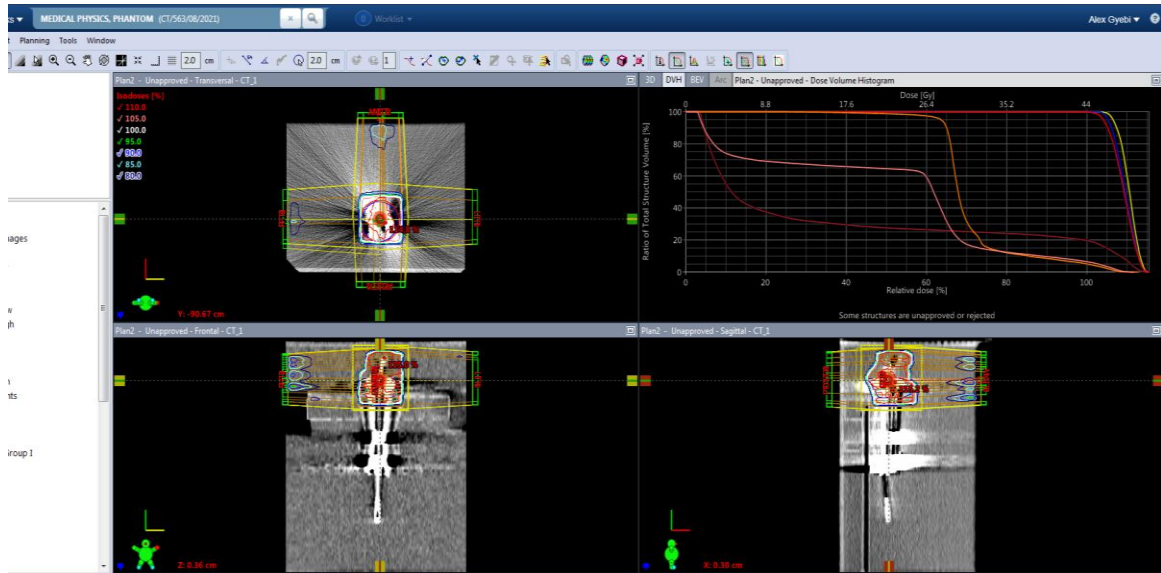 MEDICAL PHYSICS, PHANTOM (CT/563/08/2021)
0 Worklist
Alex Gyebi
Planning Tools Window
2.0 cm
2.0 cm
1
Plan2 - Unapproved - Transversal - CT_1
3D DVH BEV Arc Plan2 - Unapproved - Dose Volume Histogram
Isodoses [%]
110.0
105.0
100.0
95.0
90.0
85.0
80.0
Y: -90.67 cm
Dose [Gy]
0 8.8 17.6 26.4 35.2 44
Ratio of Total Structure Volume [%]
100
80
60
40
20
0
0 20 40 60 80 100
Relative dose [%]
Some structures are unapproved or rejected
Plan2 - Unapproved - Frontal - CT_1
Plan2 - Unapproved - Sagittal - CT_1
Z: 0.36 cm
X: 0.30 cm
ages
Group I